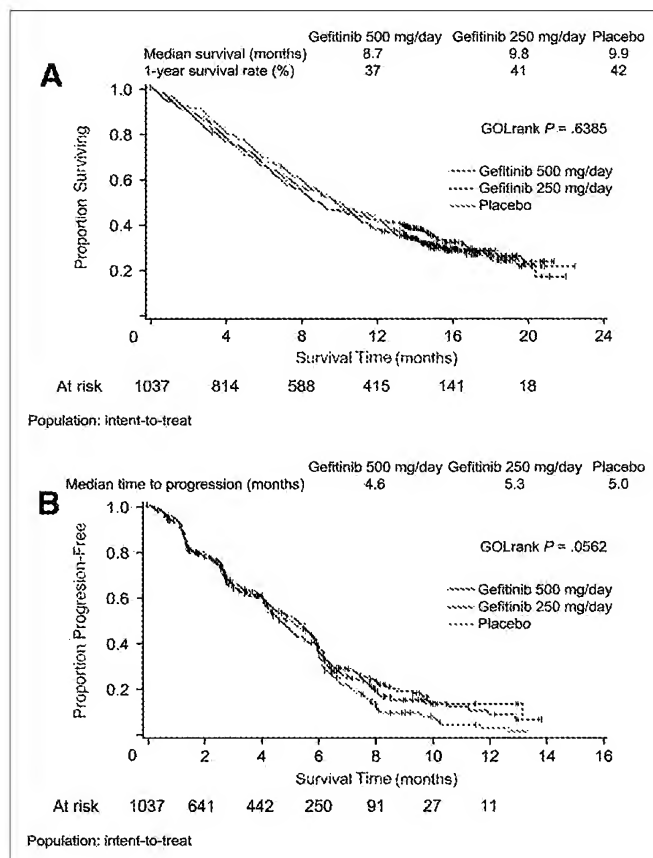 Gefitinib 500 mg/day Gefitinib 250 mg/day Placebo
Median survival (months) 8.7 9.8 9.9
1-year survival rate (%) 37 41 42
A
GOLrank P = .6385
Gefitinib 500 mg/day
Gefitinib 250 mg/day
Placebo
Proportion Surviving
1.0
0.8
0.6
0.4
0.2
0 4 8 12 16 20 24
Survival Time (months)
At risk 1037 814 588 415 141 18
Population: intent-to-treat
Gefitinib 500 mg/day Gefitinib 250 mg/day Placebo
Median time to progression (months) 4.6 5.3 5.0
B
GOLrank P = .0562
Gefitinib 500 mg/day
Gefitinib 250 mg/day
Placebo
Proportion Progresion-Free
1.0
0.8
0.6
0.4
0.2
0 2 4 6 8 10 12 14 16
Survival Time (months)
At risk 1037 641 442 250 91 27 11
Population: intent-to-treat